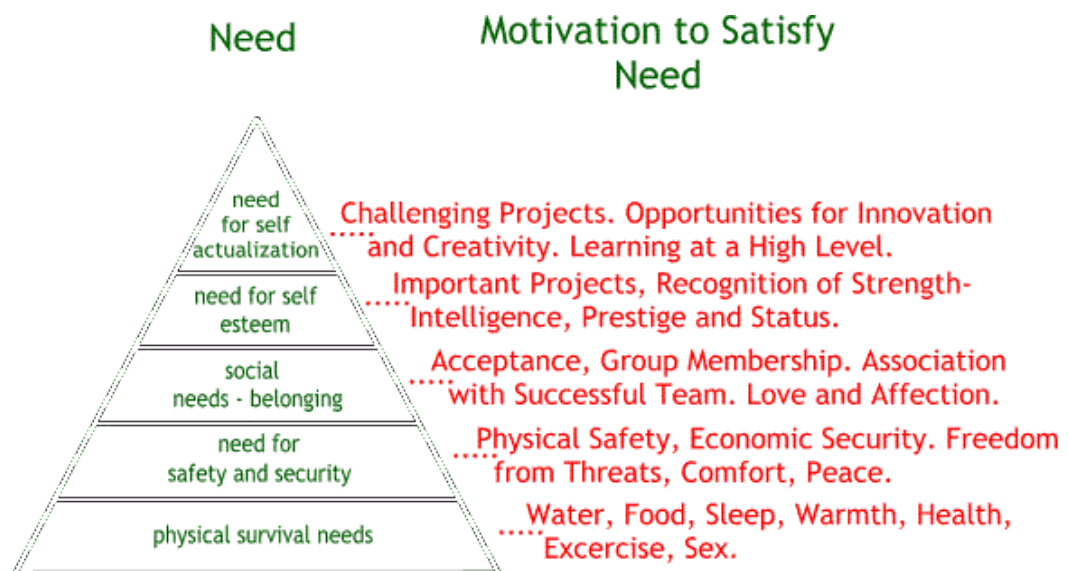 Need
Motivation to Satisfy
Need
need
for self
actualization
Challenging Projects. Opportunities for Innovation
and Creativity. Learning at a High Level.
need for self
esteem
Important Projects, Recognition of Strength-
Intelligence, Prestige and Status.
social
needs - belonging
Acceptance, Group Membership. Association
with Successful Team. Love and Affection.
need for
safety and security
Physical Safety, Economic Security. Freedom
from Threats, Comfort, Peace.
physical survival needs
Water, Food, Sleep, Warmth, Health,
Excercise, Sex.